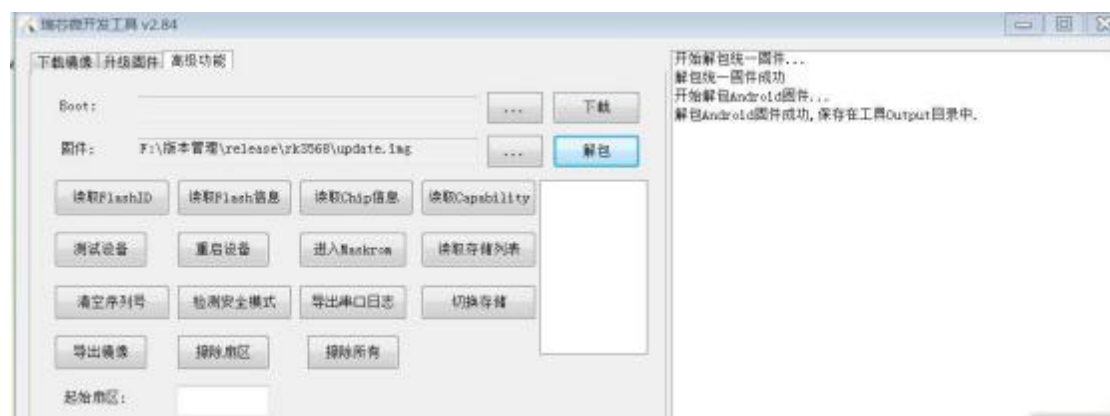 瑞芯微开发工具 v2.84
下载镜像 升级固件 高级功能
Boot: ... 下载
固件: F:\版本管理\release\rk3568\update.img ... 解包
读取FlashID 读取Flash信息 读取Chip信息 读取Capability
测试设备 重启设备 进入Maskrom 读取存储列表
清空序列号 检测安全模式 导出串口日志 切换存储
导出镜像 擦除扇区 擦除所有
起始扇区:
开始解包统一固件...
解包统一固件成功
开始解包Android固件...
解包Android固件成功,保存在工具Output目录中.